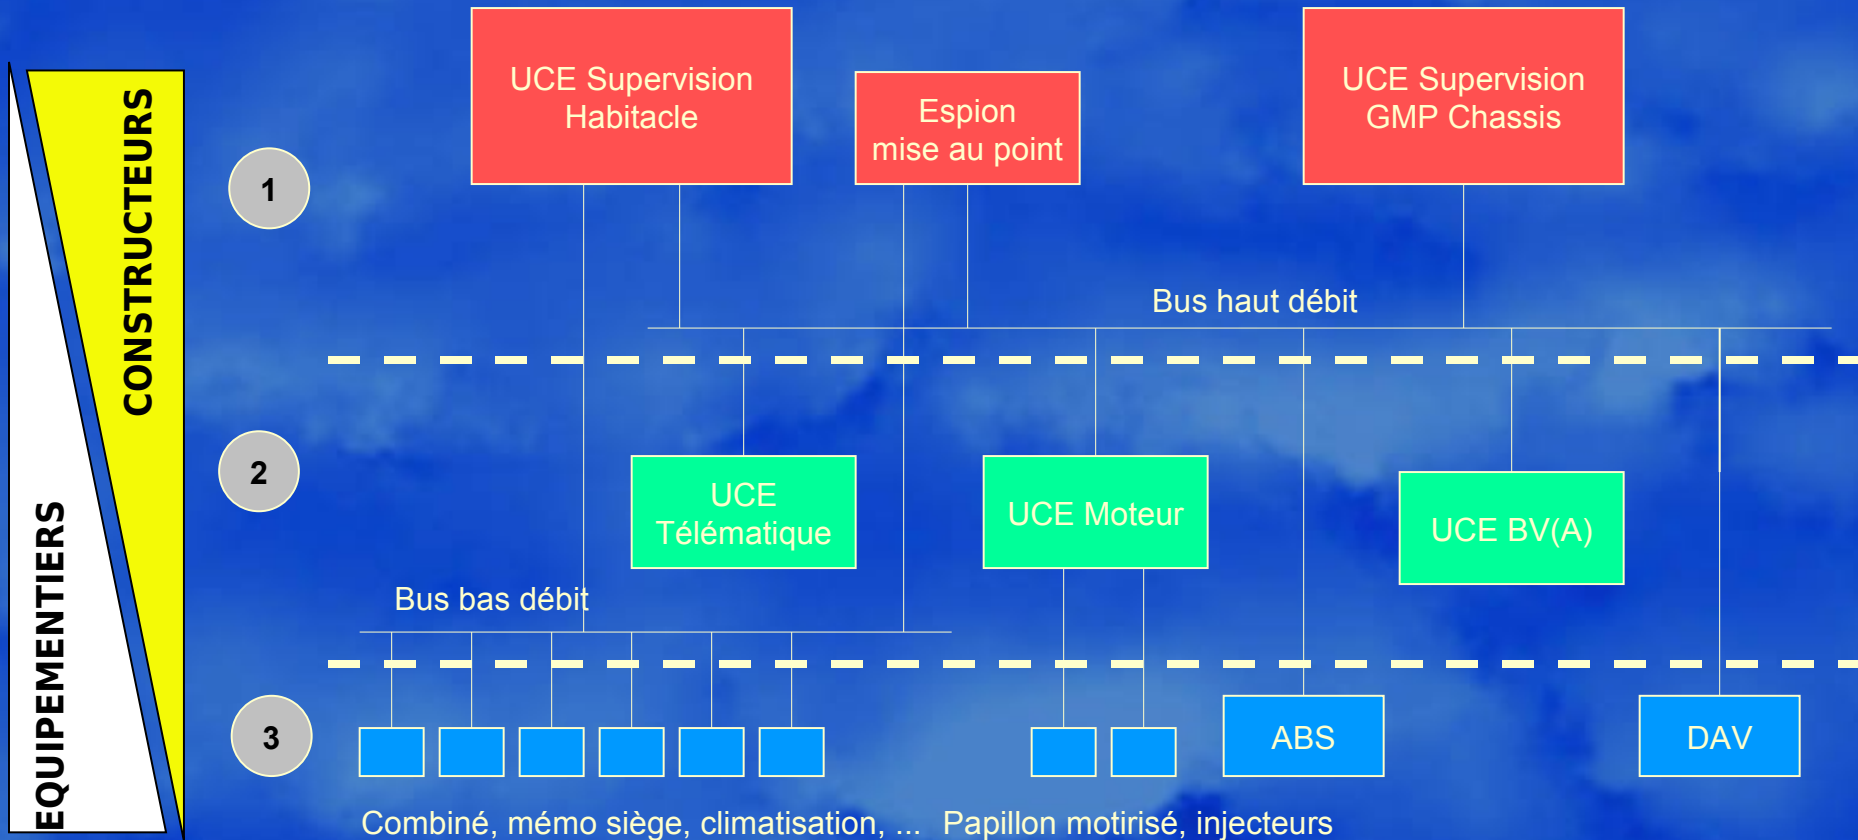 CONSTRUCTEURS
EQUIPEMENTIERS
1
UCE Supervision
Habitacle
Espion
mise au point
UCE Supervision
GMP Chassis
Bus haut débit
2
UCE
Télématique
UCE Moteur
UCE BV(A)
Bus bas débit
3
ABS
DAV
Combiné, mémo siège, climatisation, ...
Papillon motirisé, injecteurs